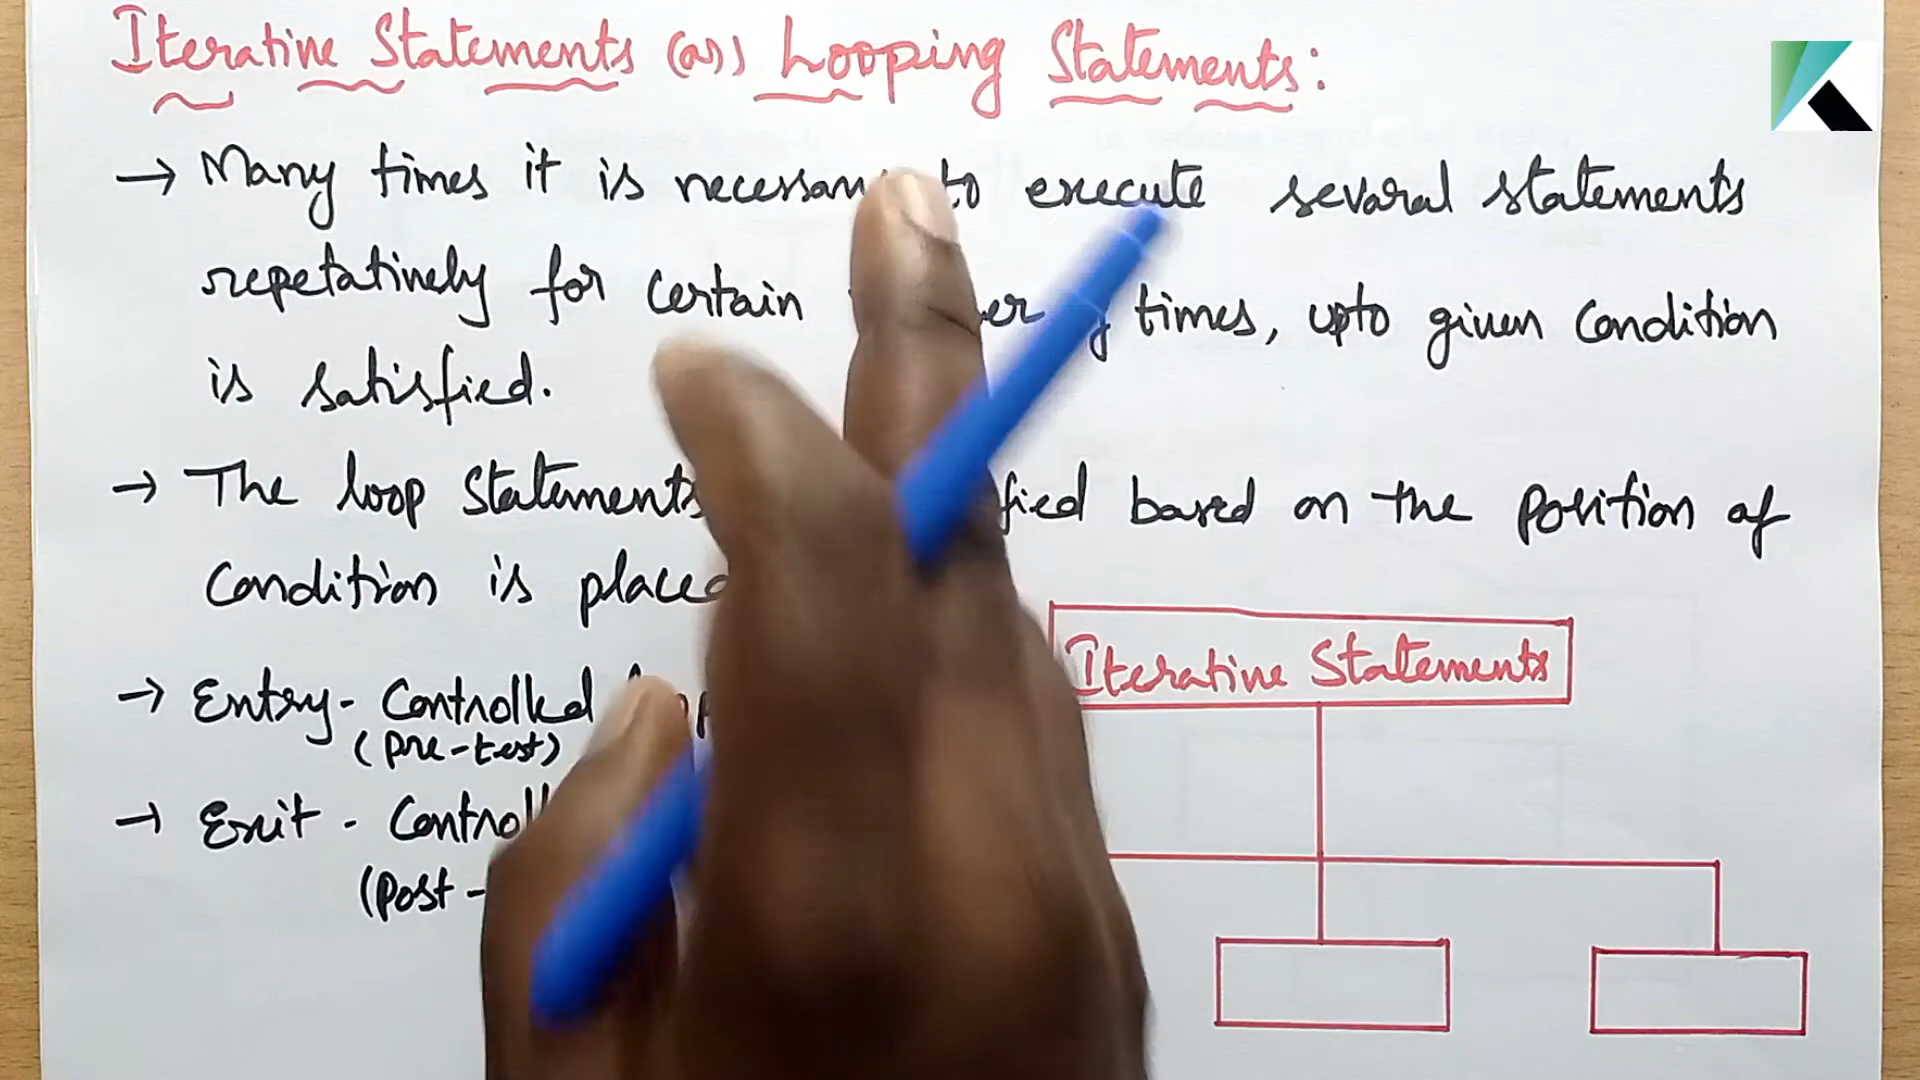 Iterative Statements (or) Looping Statements:
→ Many times it is necessary to execute several statements
repetatively for certain times, upto given condition
is satisfied.
→ The loop statements based on the position of
condition is placed
→ Entry - Controlled
(pre-test)
→ Exit - Control
(Post -
Iterative Statements